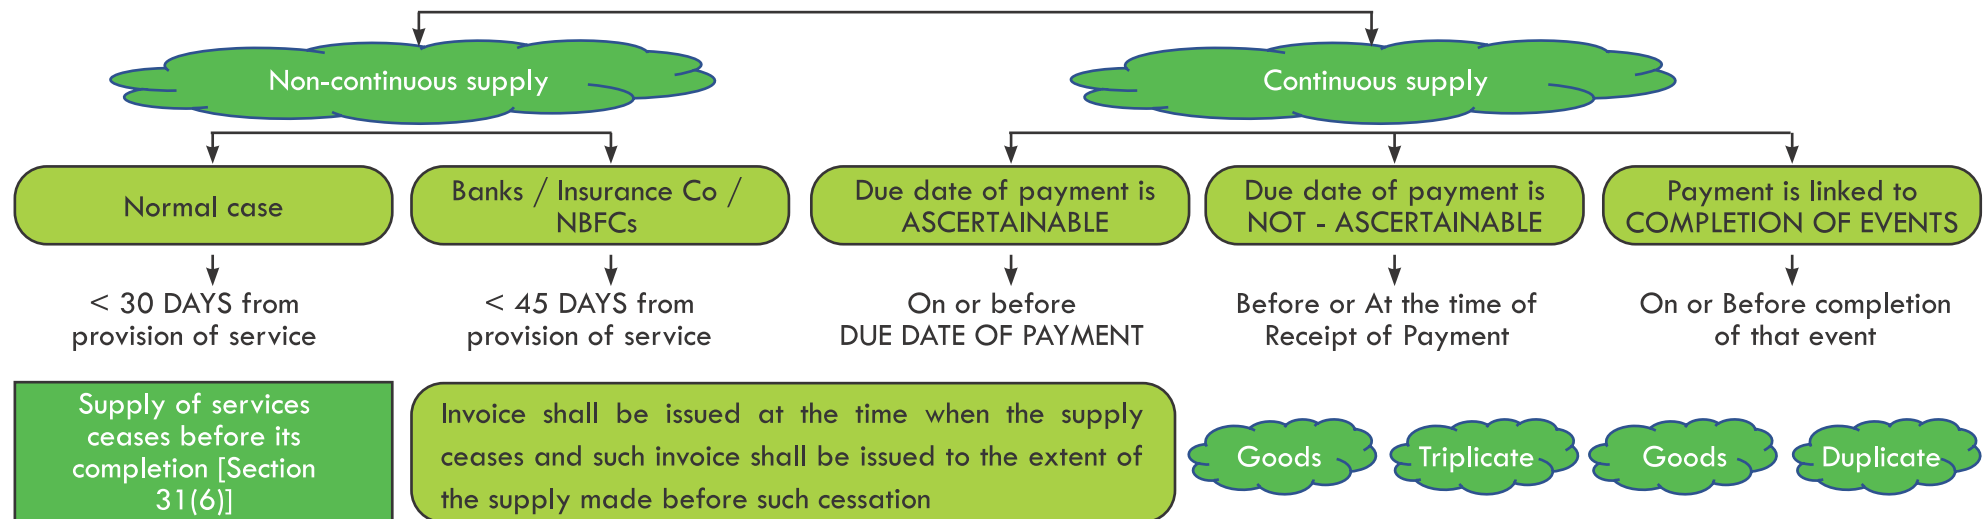 Non-continuous supply
Continuous supply
Normal case
Banks / Insurance Co /
NBFCs
Due date of payment is
ASCERTAINABLE
Due date of payment is
NOT - ASCERTAINABLE
Payment is linked to
COMPLETION OF EVENTS
< 30 DAYS from
provision of service
< 45 DAYS from
provision of service
On or before
DUE DATE OF PAYMENT
Before or At the time of
Receipt of Payment
On or Before completion
of that event
Supply of services
ceases before its
completion [Section
31(6)]
Invoice shall be issued at the time when the supply
ceases and such invoice shall be issued to the extent of
the supply made before such cessation
Goods
Triplicate
Goods
Duplicate